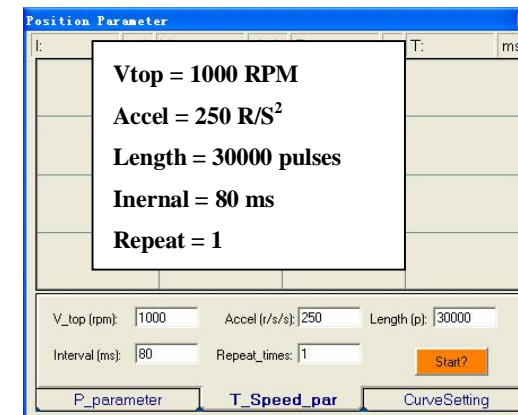 Position Parameter
I: T: ms
Vtop = 1000 RPM
Accel = 250 R/S²
Length = 30000 pulses
Inernal = 80 ms
Repeat = 1
V_top (rpm): 1000 Accel (r/s/s): 250 Length (p): 30000
Interval (ms): 80 Repeat_times: 1 Start?
P_parameter T_Speed_par CurveSetting